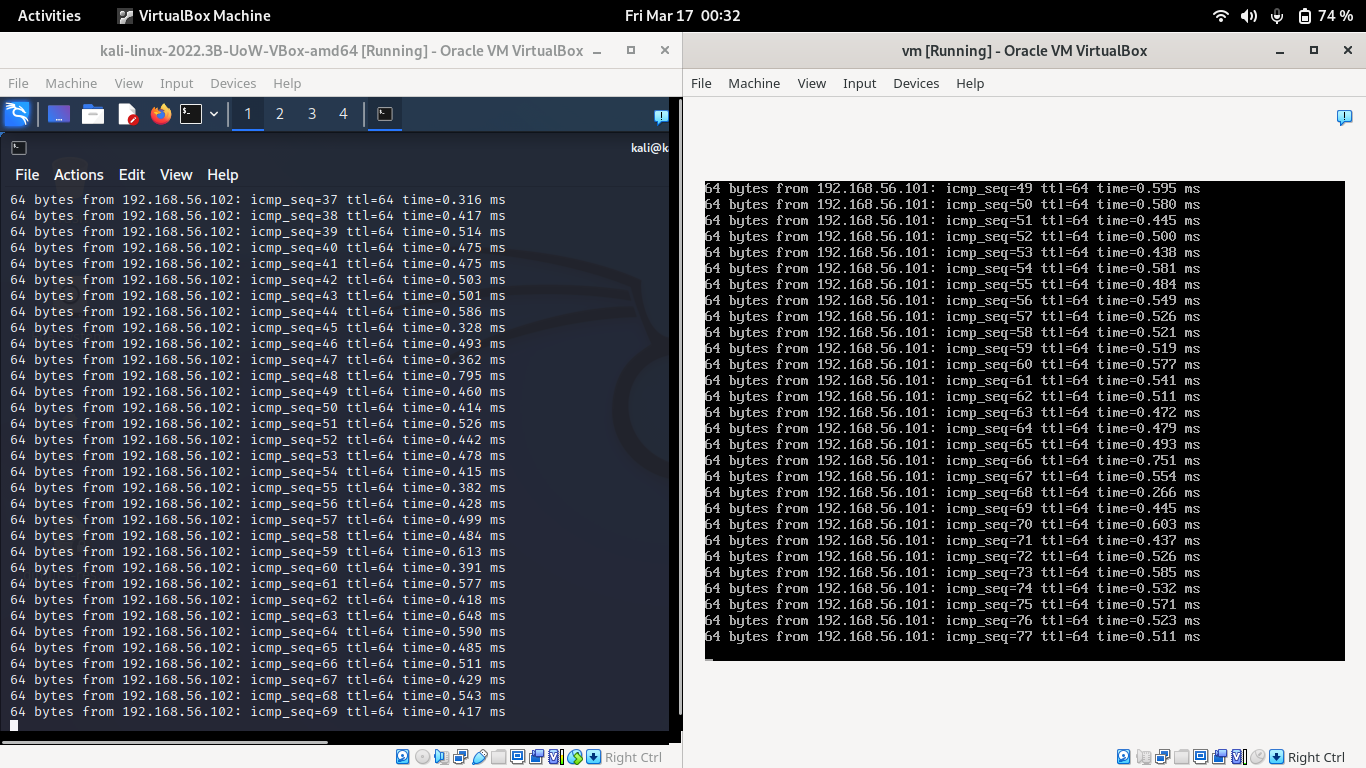 Activities VirtualBox Machine Fri Mar 17 00:32 74 %
kali-linux-2022.3B-UoW-VBox-amd64 [Running] - Oracle VM VirtualBox
File Machine View Input Devices Help
1 2 3 4
kali@k
File Actions Edit View Help
64 bytes from 192.168.56.102: icmp_seq=37 ttl=64 time=0.316 ms
64 bytes from 192.168.56.102: icmp_seq=38 ttl=64 time=0.417 ms
64 bytes from 192.168.56.102: icmp_seq=39 ttl=64 time=0.514 ms
64 bytes from 192.168.56.102: icmp_seq=40 ttl=64 time=0.475 ms
64 bytes from 192.168.56.102: icmp_seq=41 ttl=64 time=0.475 ms
64 bytes from 192.168.56.102: icmp_seq=42 ttl=64 time=0.503 ms
64 bytes from 192.168.56.102: icmp_seq=43 ttl=64 time=0.501 ms
64 bytes from 192.168.56.102: icmp_seq=44 ttl=64 time=0.586 ms
64 bytes from 192.168.56.102: icmp_seq=45 ttl=64 time=0.328 ms
64 bytes from 192.168.56.102: icmp_seq=46 ttl=64 time=0.493 ms
64 bytes from 192.168.56.102: icmp_seq=47 ttl=64 time=0.362 ms
64 bytes from 192.168.56.102: icmp_seq=48 ttl=64 time=0.795 ms
64 bytes from 192.168.56.102: icmp_seq=49 ttl=64 time=0.460 ms
64 bytes from 192.168.56.102: icmp_seq=50 ttl=64 time=0.414 ms
64 bytes from 192.168.56.102: icmp_seq=51 ttl=64 time=0.526 ms
64 bytes from 192.168.56.102: icmp_seq=52 ttl=64 time=0.442 ms
64 bytes from 192.168.56.102: icmp_seq=53 ttl=64 time=0.478 ms
64 bytes from 192.168.56.102: icmp_seq=54 ttl=64 time=0.415 ms
64 bytes from 192.168.56.102: icmp_seq=55 ttl=64 time=0.382 ms
64 bytes from 192.168.56.102: icmp_seq=56 ttl=64 time=0.428 ms
64 bytes from 192.168.56.102: icmp_seq=57 ttl=64 time=0.499 ms
64 bytes from 192.168.56.102: icmp_seq=58 ttl=64 time=0.484 ms
64 bytes from 192.168.56.102: icmp_seq=59 ttl=64 time=0.613 ms
64 bytes from 192.168.56.102: icmp_seq=60 ttl=64 time=0.391 ms
64 bytes from 192.168.56.102: icmp_seq=61 ttl=64 time=0.577 ms
64 bytes from 192.168.56.102: icmp_seq=62 ttl=64 time=0.418 ms
64 bytes from 192.168.56.102: icmp_seq=63 ttl=64 time=0.648 ms
64 bytes from 192.168.56.102: icmp_seq=64 ttl=64 time=0.590 ms
64 bytes from 192.168.56.102: icmp_seq=65 ttl=64 time=0.485 ms
64 bytes from 192.168.56.102: icmp_seq=66 ttl=64 time=0.511 ms
64 bytes from 192.168.56.102: icmp_seq=67 ttl=64 time=0.429 ms
64 bytes from 192.168.56.102: icmp_seq=68 ttl=64 time=0.543 ms
64 bytes from 192.168.56.102: icmp_seq=69 ttl=64 time=0.417 ms
Right Ctrl
vm [Running] - Oracle VM VirtualBox
File Machine View Input Devices Help
64 bytes from 192.168.56.101: icmp_seq=49 ttl=64 time=0.595 ms
64 bytes from 192.168.56.101: icmp_seq=50 ttl=64 time=0.580 ms
64 bytes from 192.168.56.101: icmp_seq=51 ttl=64 time=0.445 ms
64 bytes from 192.168.56.101: icmp_seq=52 ttl=64 time=0.500 ms
64 bytes from 192.168.56.101: icmp_seq=53 ttl=64 time=0.438 ms
64 bytes from 192.168.56.101: icmp_seq=54 ttl=64 time=0.581 ms
64 bytes from 192.168.56.101: icmp_seq=55 ttl=64 time=0.484 ms
64 bytes from 192.168.56.101: icmp_seq=56 ttl=64 time=0.549 ms
64 bytes from 192.168.56.101: icmp_seq=57 ttl=64 time=0.526 ms
64 bytes from 192.168.56.101: icmp_seq=58 ttl=64 time=0.521 ms
64 bytes from 192.168.56.101: icmp_seq=59 ttl=64 time=0.519 ms
64 bytes from 192.168.56.101: icmp_seq=60 ttl=64 time=0.577 ms
64 bytes from 192.168.56.101: icmp_seq=61 ttl=64 time=0.541 ms
64 bytes from 192.168.56.101: icmp_seq=62 ttl=64 time=0.511 ms
64 bytes from 192.168.56.101: icmp_seq=63 ttl=64 time=0.472 ms
64 bytes from 192.168.56.101: icmp_seq=64 ttl=64 time=0.479 ms
64 bytes from 192.168.56.101: icmp_seq=65 ttl=64 time=0.493 ms
64 bytes from 192.168.56.101: icmp_seq=66 ttl=64 time=0.751 ms
64 bytes from 192.168.56.101: icmp_seq=67 ttl=64 time=0.554 ms
64 bytes from 192.168.56.101: icmp_seq=68 ttl=64 time=0.266 ms
64 bytes from 192.168.56.101: icmp_seq=69 ttl=64 time=0.445 ms
64 bytes from 192.168.56.101: icmp_seq=70 ttl=64 time=0.603 ms
64 bytes from 192.168.56.101: icmp_seq=71 ttl=64 time=0.437 ms
64 bytes from 192.168.56.101: icmp_seq=72 ttl=64 time=0.526 ms
64 bytes from 192.168.56.101: icmp_seq=73 ttl=64 time=0.585 ms
64 bytes from 192.168.56.101: icmp_seq=74 ttl=64 time=0.532 ms
64 bytes from 192.168.56.101: icmp_seq=75 ttl=64 time=0.571 ms
64 bytes from 192.168.56.101: icmp_seq=76 ttl=64 time=0.523 ms
64 bytes from 192.168.56.101: icmp_seq=77 ttl=64 time=0.511 ms
Right Ctrl